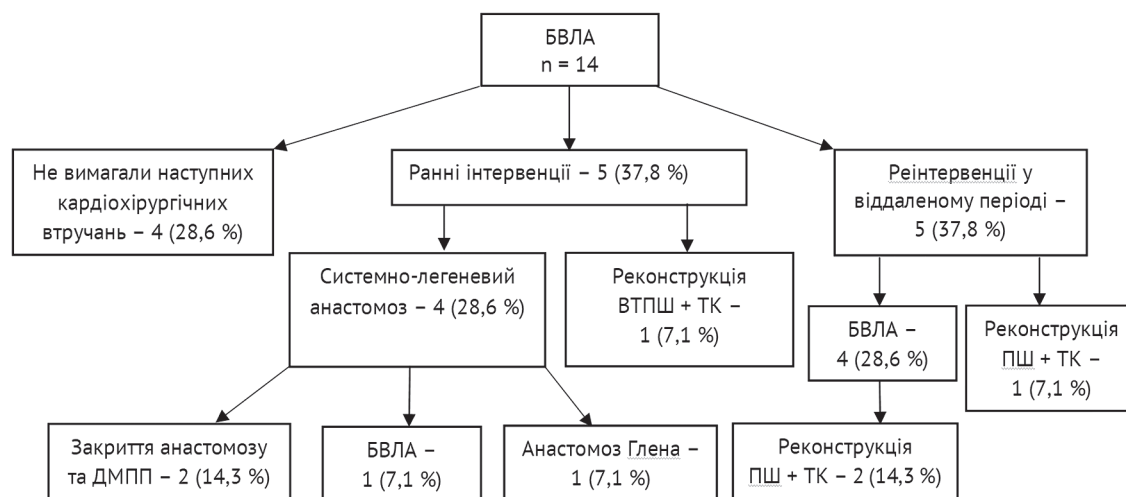 БВЛА
n = 14
Не вимагали наступних
кардіохірургічних
втручань – 4 (28,6 %)
Ранні інтервенції – 5 (37,8 %)
Реінтервенції у
віддаленому періоді –
5 (37,8 %)
Системно-легеневий
анастомоз – 4 (28,6 %)
Реконструкція
ВТПШ + ТК –
1 (7,1 %)
БВЛА –
4 (28,6 %)
Реконструкція
ПШ + ТК –
1 (7,1 %)
Закриття анастомозу
та ДМПП – 2 (14,3 %)
БВЛА –
1 (7,1 %)
Анастомоз Глена –
1 (7,1 %)
Реконструкція
ПШ + ТК – 2 (14,3 %)